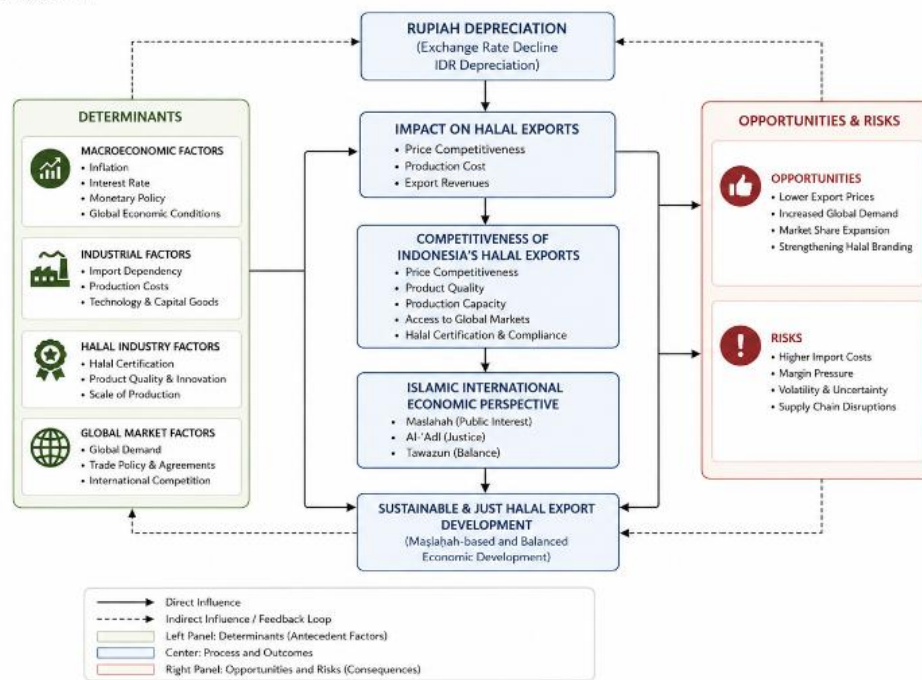 RUPIAH DEPRECIATION
(Exchange Rate Decline
IDR Depreciation)
DETERMINANTS
MACROECONOMIC FACTORS
• Inflation
• Interest Rate
• Monetary Policy
• Global Economic Conditions
INDUSTRIAL FACTORS
• Import Dependency
• Production Costs
• Technology & Capital Goods
HALAL INDUSTRY FACTORS
• Halal Certification
• Product Quality & Innovation
• Scale of Production
GLOBAL MARKET FACTORS
• Global Demand
• Trade Policy & Agreements
• International Competition
IMPACT ON HALAL EXPORTS
• Price Competitiveness
• Production Cost
• Export Revenues
COMPETITIVENESS OF
INDONESIA'S HALAL EXPORTS
• Price Competitiveness
• Product Quality
• Production Capacity
• Access to Global Markets
• Halal Certification & Compliance
ISLAMIC INTERNATIONAL
ECONOMIC PERSPECTIVE
• Maslahah (Public Interest)
• Al-'Adl (Justice)
• Tawazun (Balance)
SUSTAINABLE & JUST HALAL EXPORT
DEVELOPMENT
(Maṣlaḥah-based and Balanced
Economic Development)
OPPORTUNITIES & RISKS
OPPORTUNITIES
• Lower Export Prices
• Increased Global Demand
• Market Share Expansion
• Strengthening Halal Branding
RISKS
• Higher Import Costs
• Margin Pressure
• Volatility & Uncertainty
• Supply Chain Disruptions
Direct Influence
Indirect Influence / Feedback Loop
Left Panel: Determinants (Antecedent Factors)
Center: Process and Outcomes
Right Panel: Opportunities and Risks (Consequences)